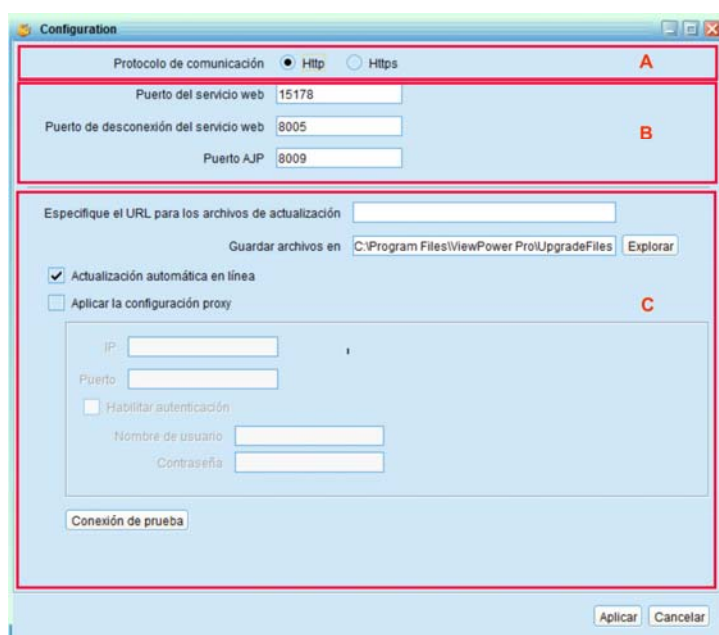 Configuration
Protocolo de comunicación Http Https A
Puerto del servicio web 15178
Puerto de desconexión del servicio web 8005 B
Puerto AJP 8009
Especifique el URL para los archivos de actualización
Guardar archivos en C:\Program Files\ViewPower Pro\UpgradeFiles Explorar
Actualización automática en línea
Aplicar la configuración proxy C
IP
Puerto
Habilitar autenticación
Nombre de usuario
Contraseña
Conexión de prueba
Aplicar Cancelar